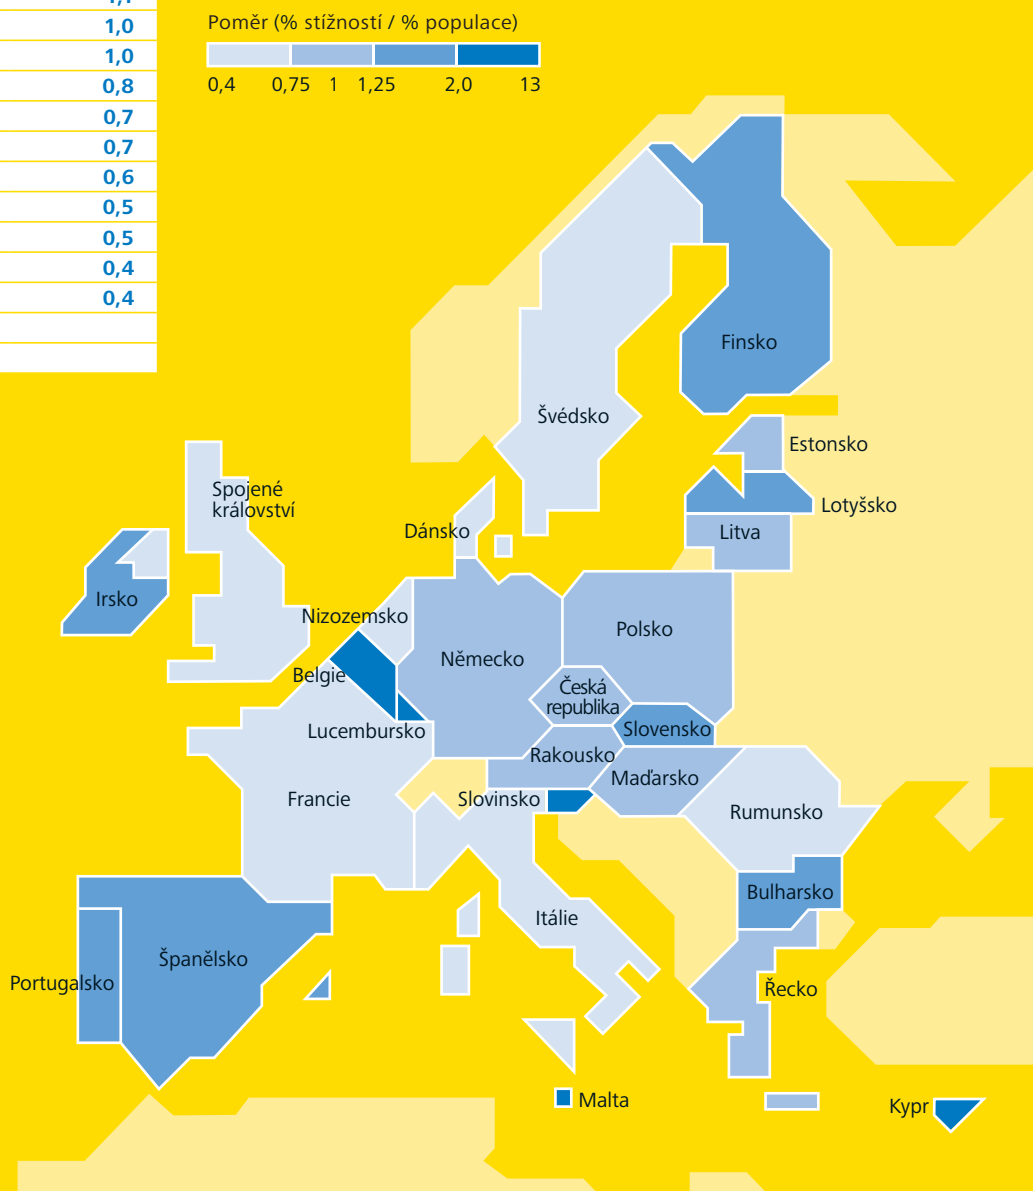 1,0
1,0
0,8
0,7
0,7
0,6
0,5
0,5
0,4
0,4
Poměr (% stížností / % populace)
0,4 0,75 1 1,25 2,0 13
Finsko
Švédsko
Estonsko
Spojené
království
Lotyšsko
Dánsko
Litva
Irsko
Nizozemsko
Polsko
Německo
Belgie
Česká
republika
Lucembursko
Slovensko
Rakousko
Maďarsko
Francie
Slovinsko
Rumunsko
Bulharsko
Itálie
Španělsko
Portugalsko
Řecko
Malta
Kypr